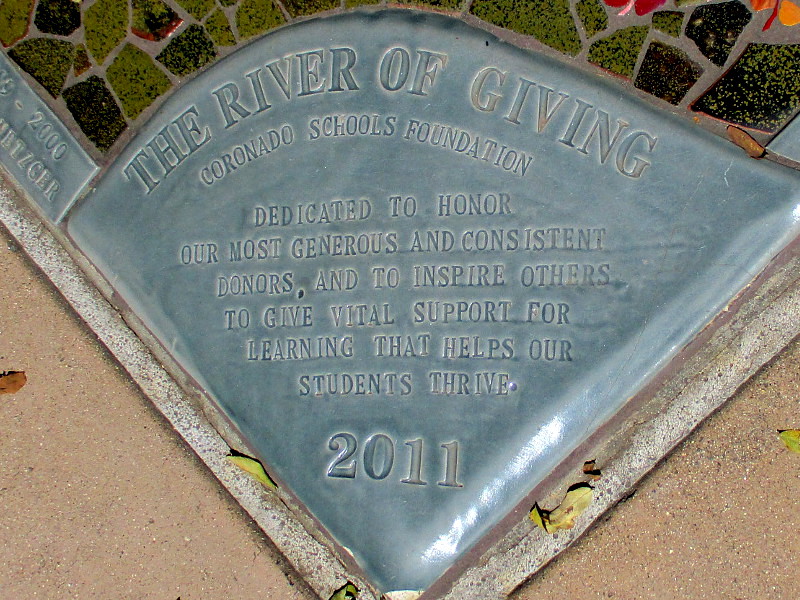 THE RIVER OF GIVING
CORONADO SCHOOLS FOUNDATION
DEDICATED TO HONOR
OUR MOST GENEROUS AND CONSISTENT
DONORS, AND TO INSPIRE OTHERS
TO GIVE VITAL SUPPORT FOR
LEARNING THAT HELPS OUR
STUDENTS THRIVE.
2011
- 2000
METZGER